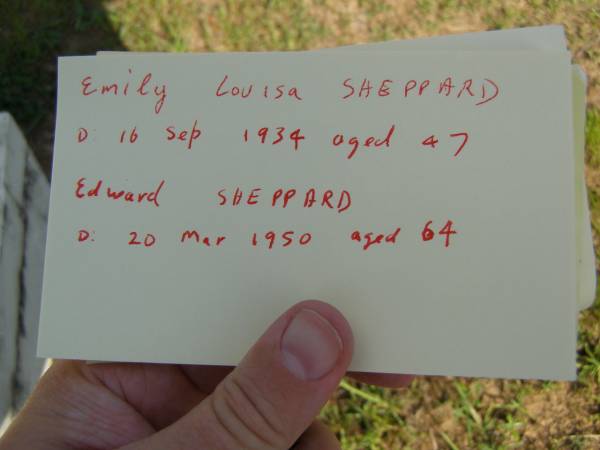 Emily Louisa SHEPPARD
D: 16 Sep 1934 aged 47
Edward SHEPPARD
D: 20 Mar 1950 aged 64